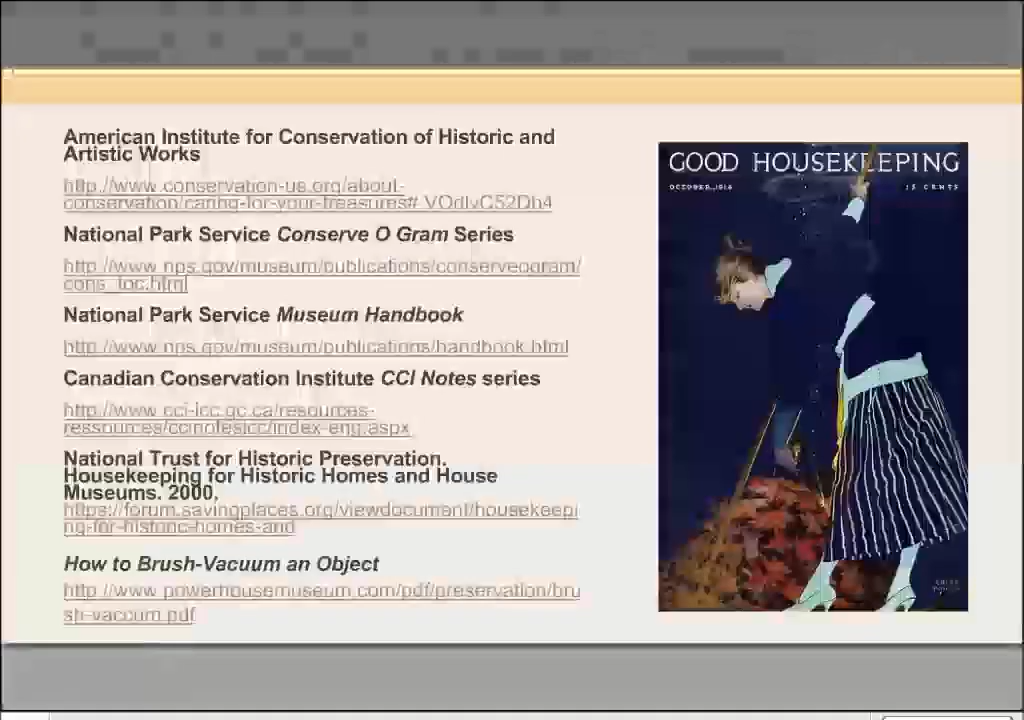 American Institute for Conservation of Historic and
Artistic Works
http://www.conservation-us.org/about-
conservation/caring-for-your-treasures#
National Park Service Conserve O Gram Series
http://www.nps.gov/museum/publications/conserveogram/
cons_toc.html
National Park Service Museum Handbook
http://www.nps.gov/museum/publications/handbook.html
Canadian Conservation Institute CCI Notes series
http://www.cci-icc.gc.ca/resources-
ressources/ccinotesicc/index-eng.aspx
National Trust for Historic Preservation.
Housekeeping for Historic Homes and House
Museums. 2000.
https://forum.savingplaces.org/viewdocument/housekeepi
ng-for-historic-homes-and
How to Brush-Vacuum an Object
http://www.powerhousemuseum.com/pdf/preservation/bru
sh-vaccum.pdf
GOOD HOUSEKEEPING
15 CENTS